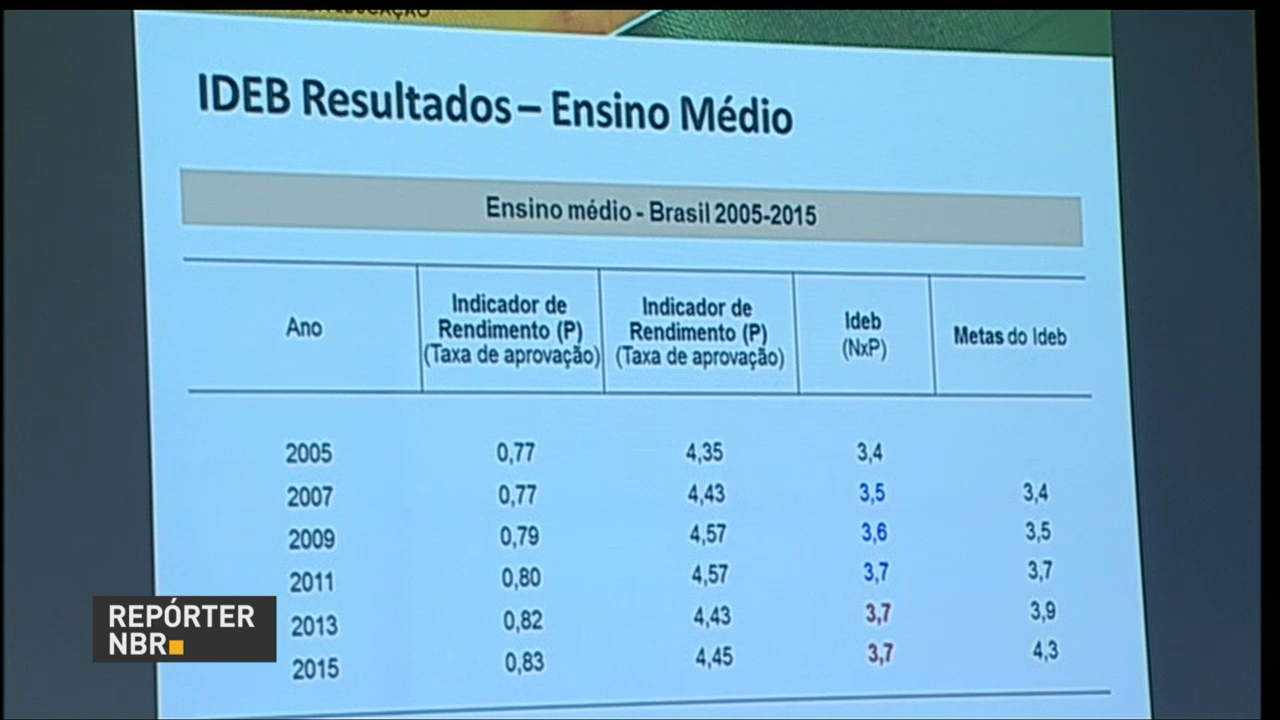 IDEB Resultados – Ensino Médio
Ensino médio - Brasil 2005-2015
Ano Indicador de Rendimento (P) (Taxa de aprovação) Indicador de Rendimento (P) (Taxa de aprovação) Ideb (NxP) Metas do Ideb
2005 0,77 4,35 3,4
2007 0,77 4,43 3,5 3,4
2009 0,79 4,57 3,6 3,5
2011 0,80 4,57 3,7 3,7
2013 0,82 4,43 3,7 3,9
2015 0,83 4,45 3,7 4,3
REPÓRTER
NBR